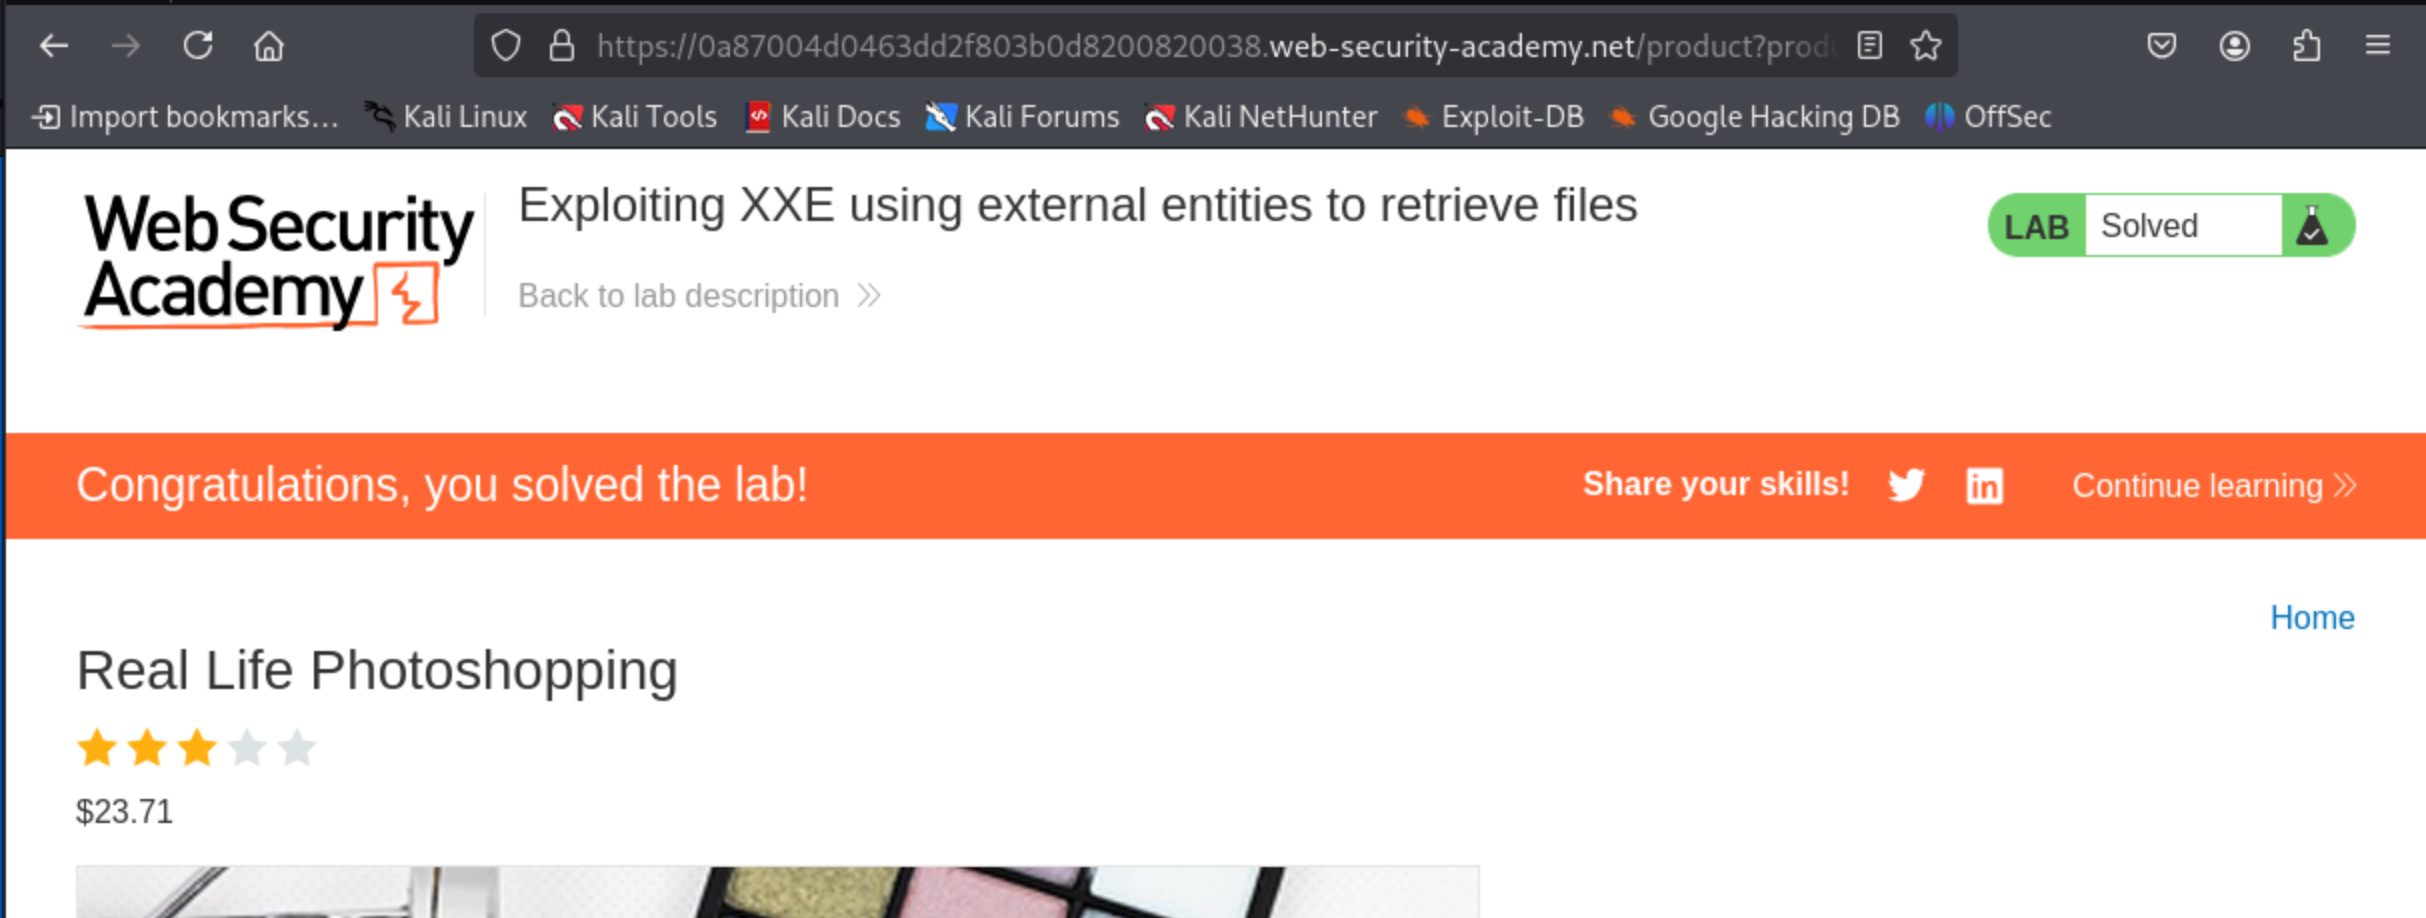 https://0a87004d0463dd2f803b0d8200820038.web-security-academy.net/product?produ
Import bookmarks... Kali Linux Kali Tools Kali Docs Kali Forums Kali NetHunter Exploit-DB Google Hacking DB OffSec
Web Security
Academy
Exploiting XXE using external entities to retrieve files
Back to lab description
LAB Solved
Congratulations, you solved the lab!
Share your skills! in Continue learning
Home
Real Life Photoshopping
$23.71